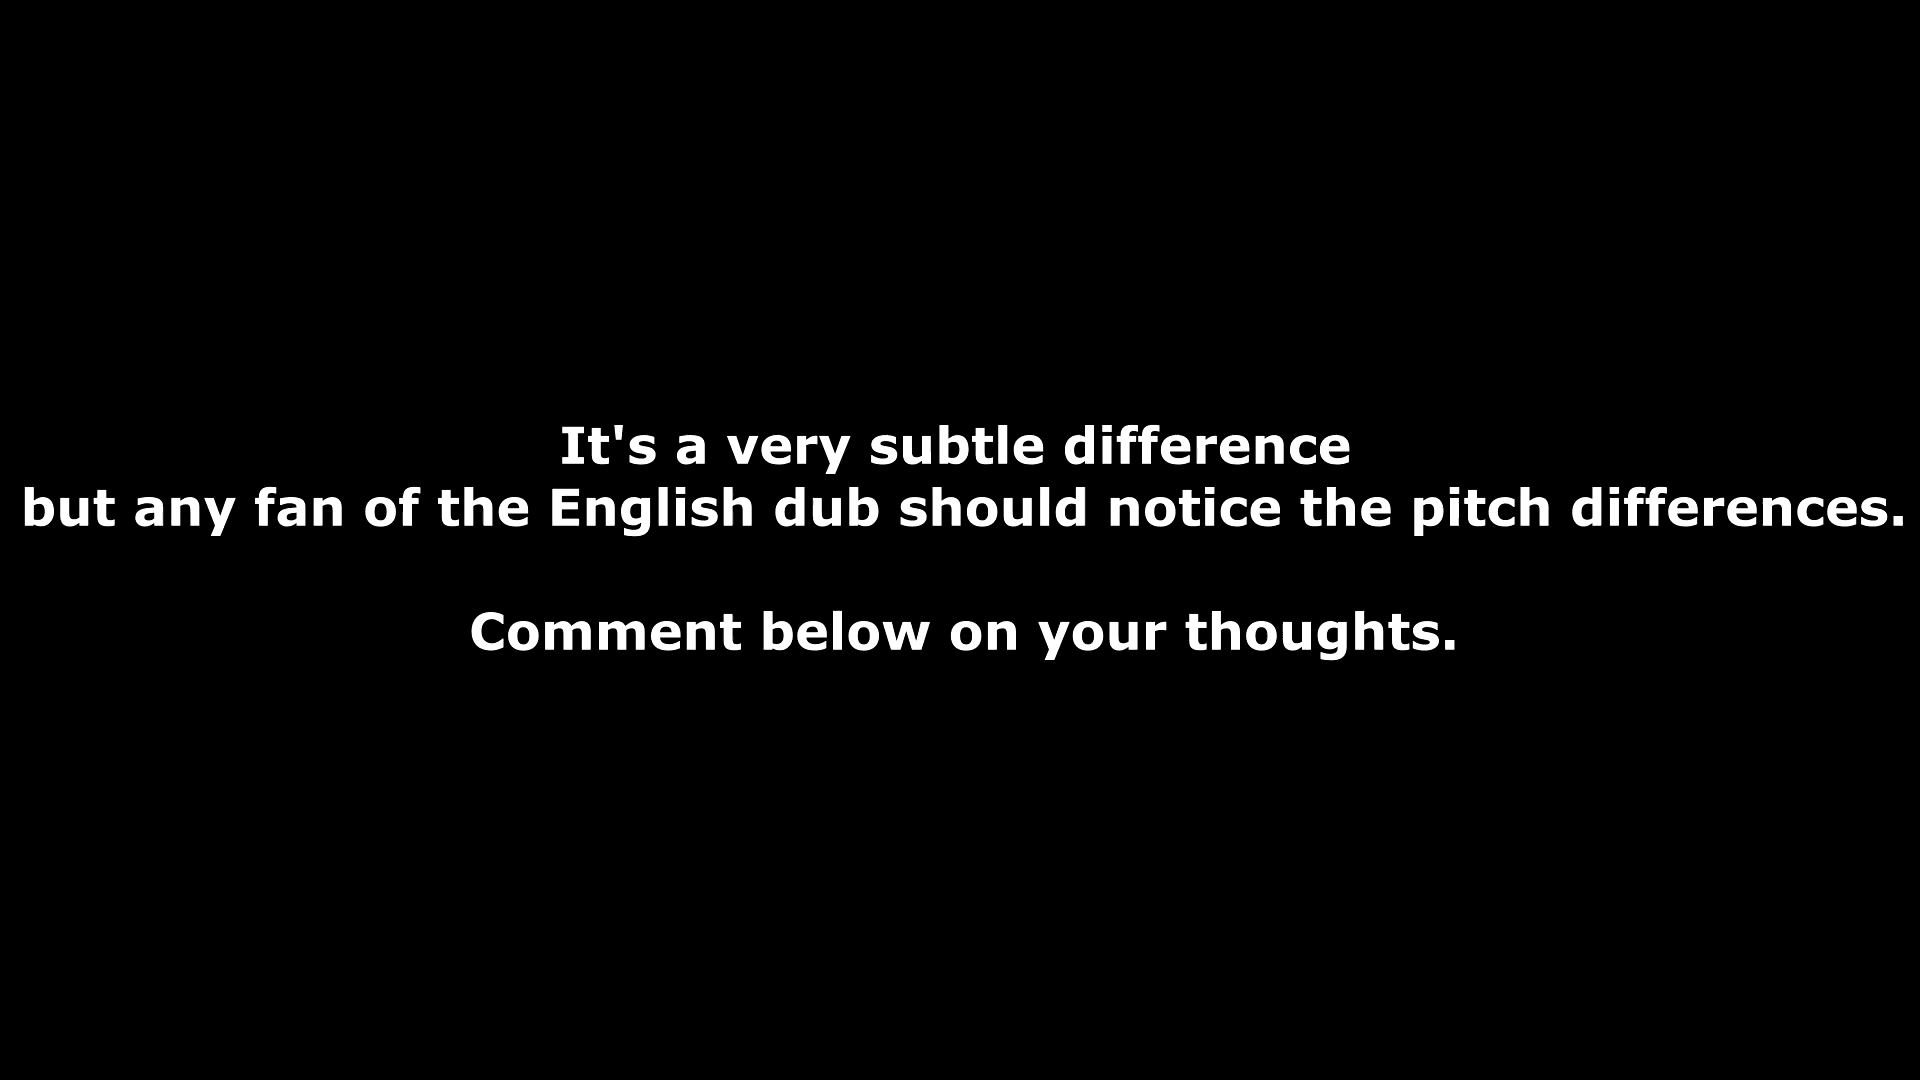 It's a very subtle difference
but any fan of the English dub should notice the pitch differences.
Comment below on your thoughts.